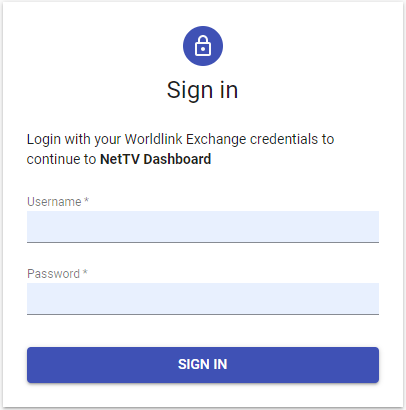 Sign in
Login with your Worldlink Exchange credentials to
continue to NetTV Dashboard
Username *
Password *
SIGN IN